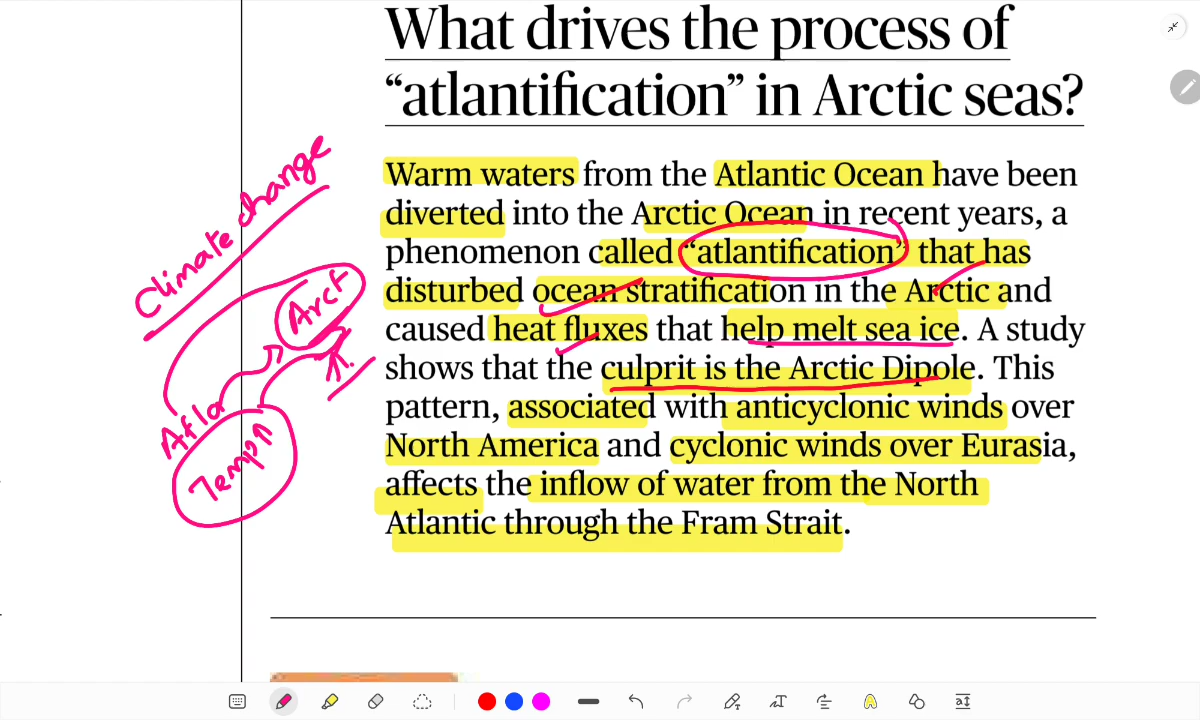 What drives the process of
“atlantification” in Arctic seas?
Warm waters from the Atlantic Ocean have been
diverted into the Arctic Ocean in recent years, a
phenomenon called “atlantification” that has
disturbed ocean stratification in the Arctic and
caused heat fluxes that help melt sea ice. A study
shows that the culprit is the Arctic Dipole. This
pattern, associated with anticyclonic winds over
North America and cyclonic winds over Eurasia,
affects the inflow of water from the North
Atlantic through the Fram Strait.
Climate change
Arct
Temp↑